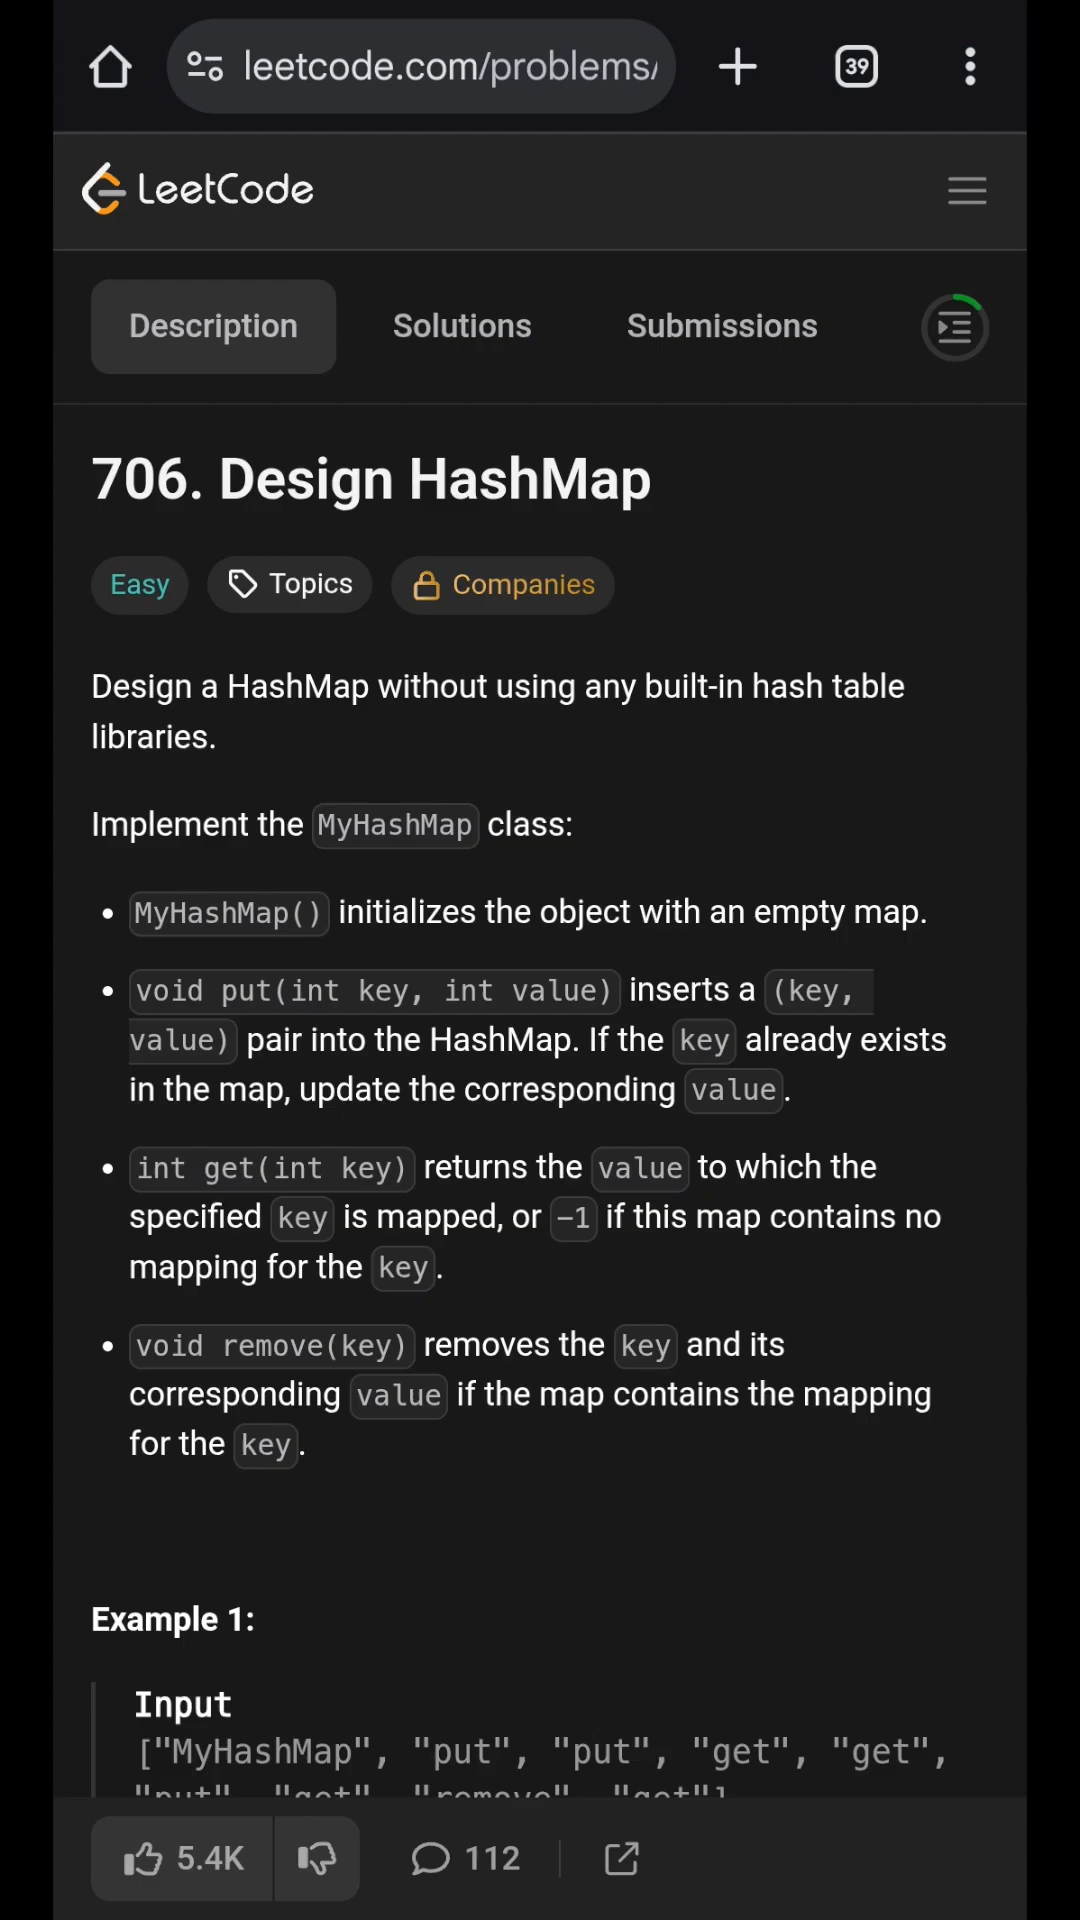 leetcode.com/problems/
39
LeetCode
Description
Solutions
Submissions
706. Design HashMap
Easy
Topics
Companies
Design a HashMap without using any built-in hash table
libraries.
Implement the MyHashMap class:
• MyHashMap() initializes the object with an empty map.
• void put(int key, int value) inserts a (key,
value) pair into the HashMap. If the key already exists
in the map, update the corresponding value.
• int get(int key) returns the value to which the
specified key is mapped, or -1 if this map contains no
mapping for the key.
• void remove(key) removes the key and its
corresponding value if the map contains the mapping
for the key.
Example 1:
Input
["MyHashMap", "put", "put", "get", "get",
"put", "get", "remove", "get"]
5.4K
112